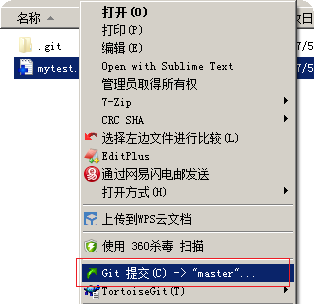 名称
改日
.git
7/5
mytest.
7/5
打开(O)
打印(P)
编辑(E)
Open with Sublime Text
管理员取得所有权
7-Zip
CRC SHA
选择左边文件进行比较(L)
EditPlus
通过网易闪电邮发送
打开方式(H)
上传到WPS云文档
使用 360杀毒 扫描
Git 提交(C) -> "master"...
TortoiseGit(T)